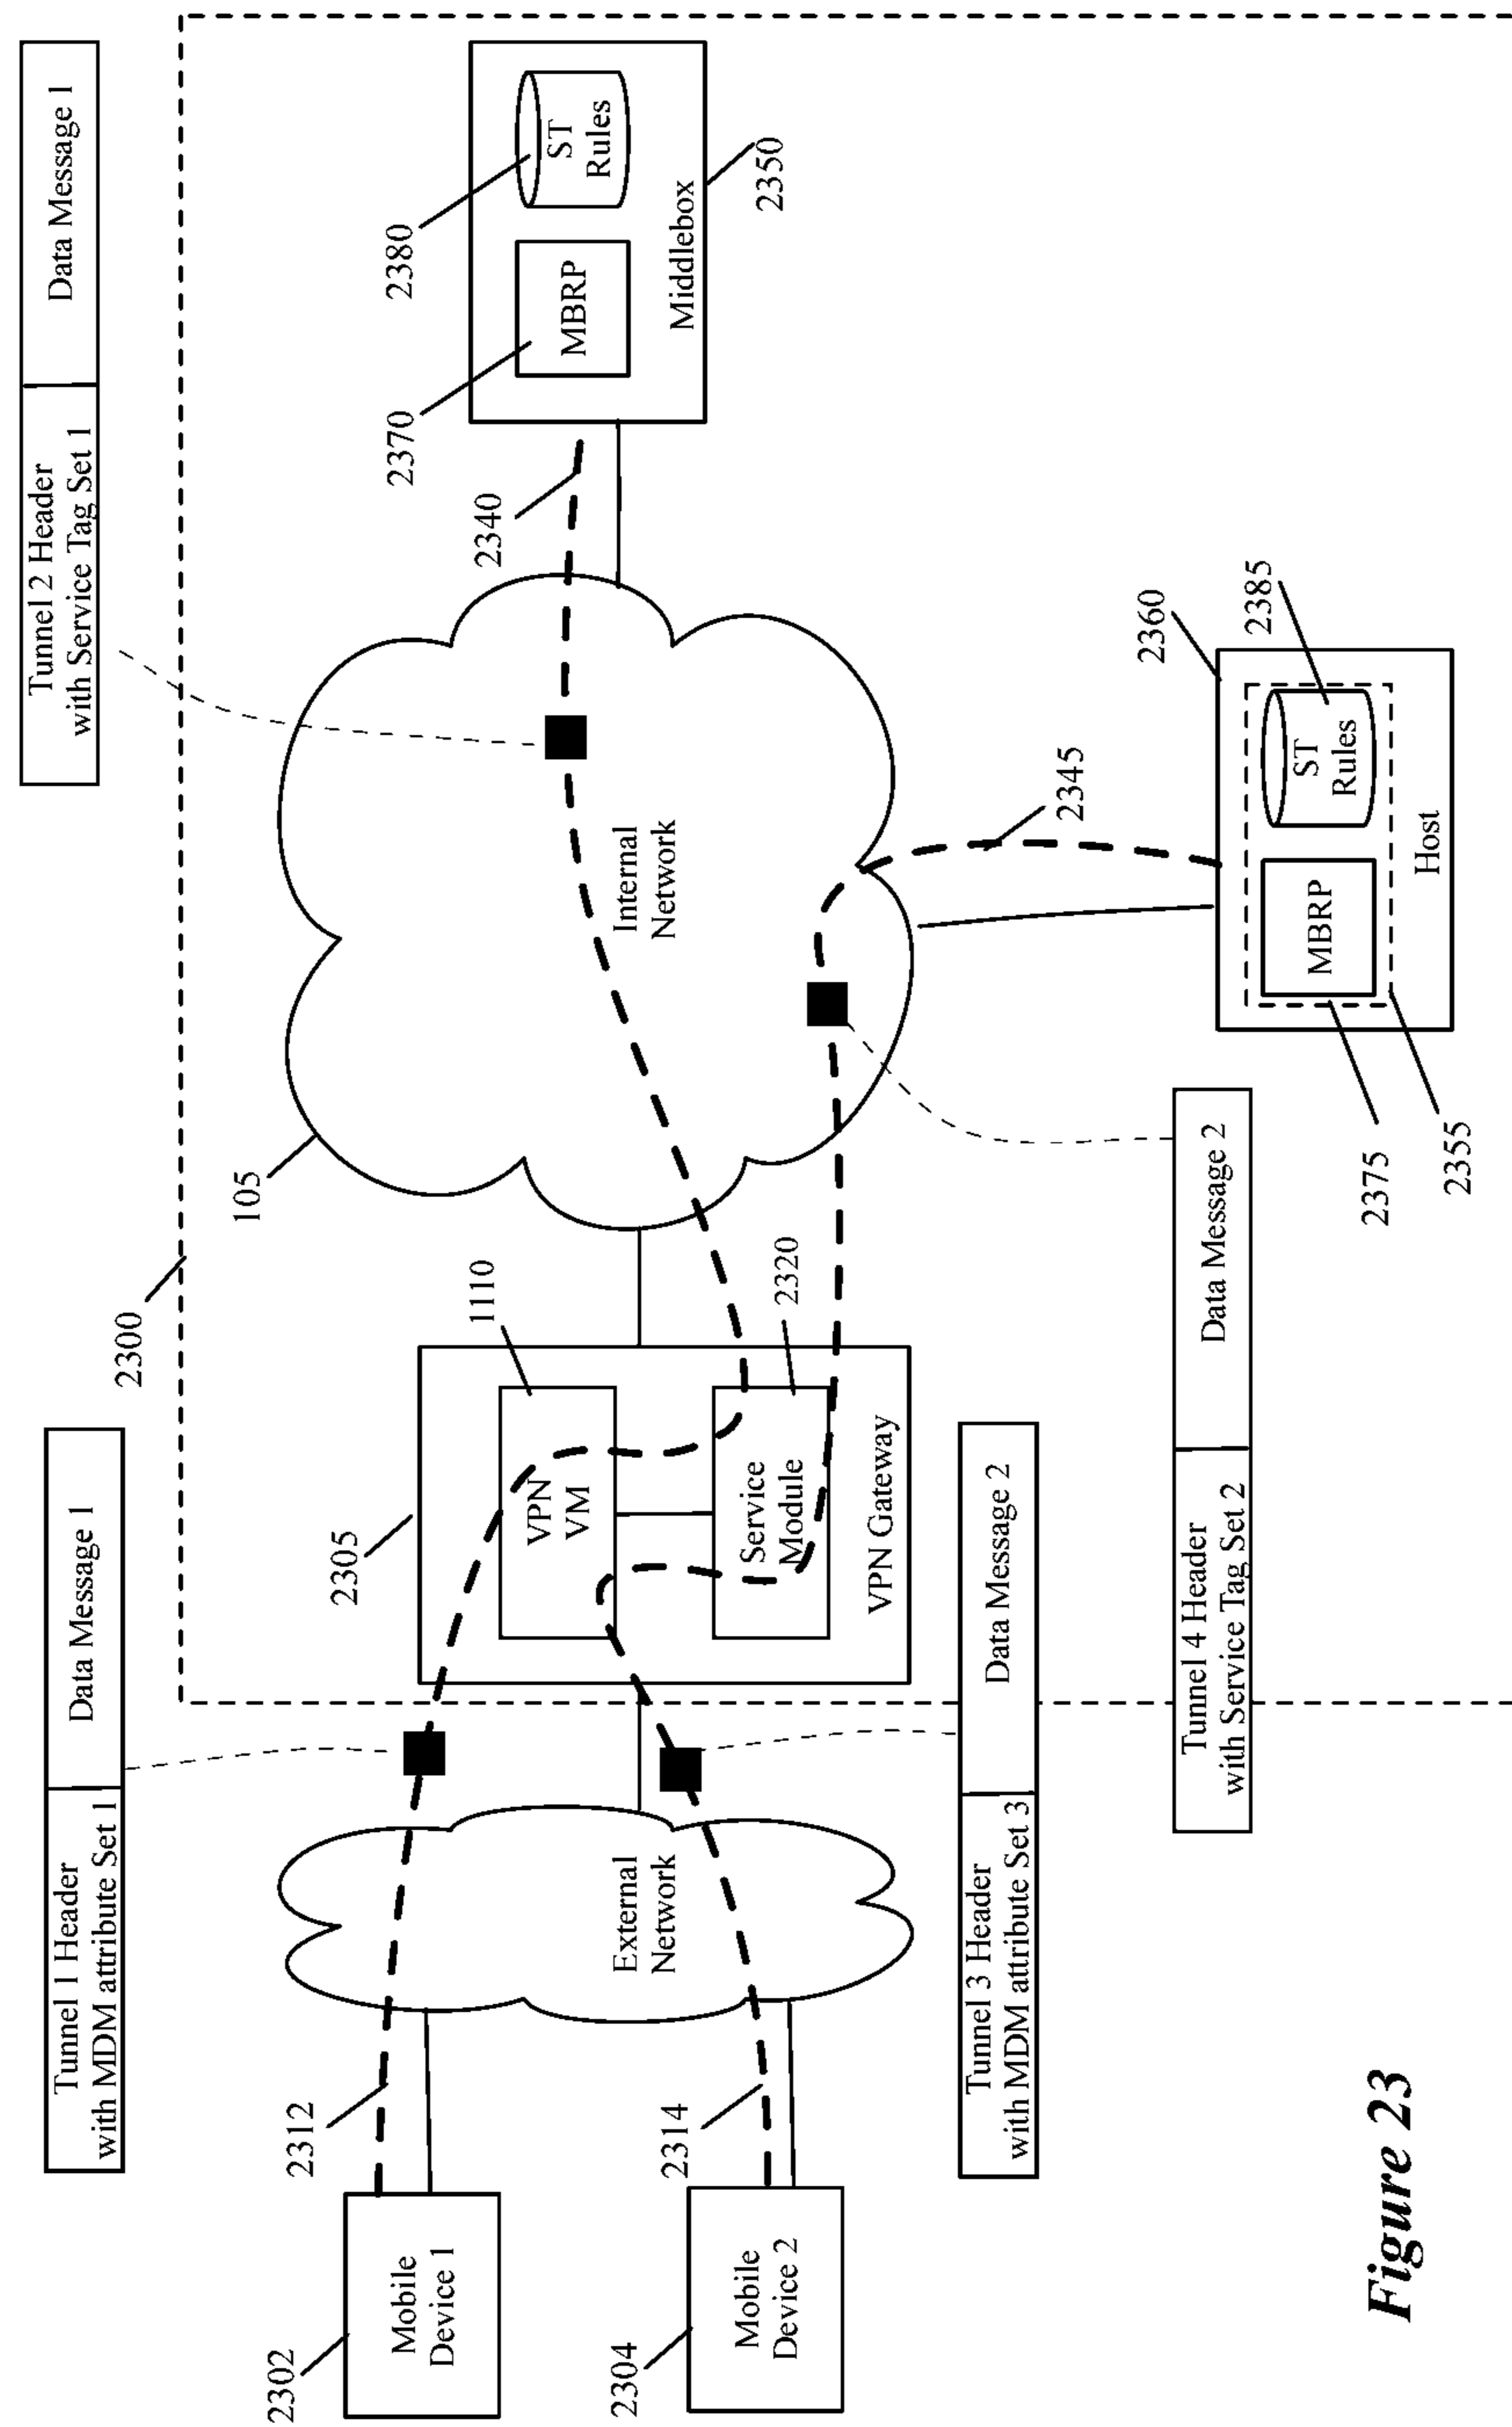 Tunnel 1 Header
with MDM attribute Set 1
Data Message 1
Tunnel 2 Header
with Service Tag Set 1
Data Message 1
2300
105
2302
Mobile
Device 1
2312
2305
1110
VPN
VM
2340
2370
2380
MBRP
ST
Rules
Middlebox
2350
External
Network
Internal
Network
2304
Mobile
Device 2
2314
Service
Module
2320
VPN Gateway
Tunnel 3 Header
with MDM attribute Set 3
Data Message 2
2345
Tunnel 4 Header
with Service Tag Set 2
Data Message 2
2360
2385
MBRP
ST
Rules
Host
2375
2355
Figure 23